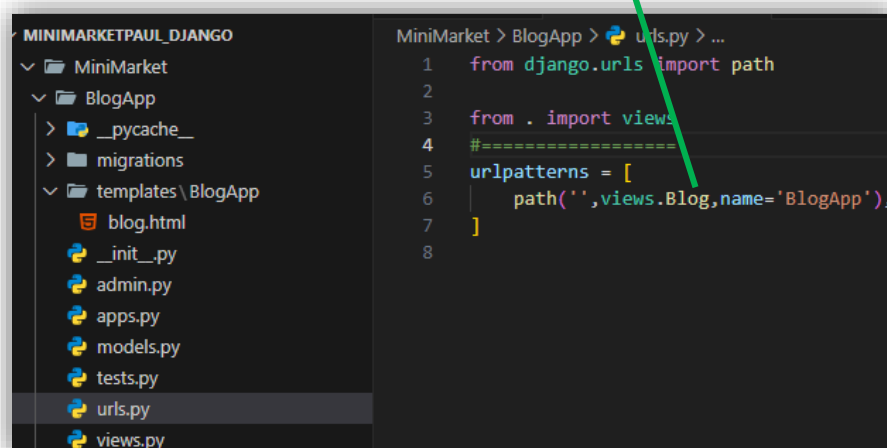 MINIMARKETPAUL_DJANGO
MiniMarket
BlogApp
__pycache__
migrations
templates\BlogApp
blog.html
__init__.py
admin.py
apps.py
models.py
tests.py
urls.py
views.py
MiniMarket > BlogApp > urls.py > ...
1 from django.urls import path
2
3 from . import views
4 #==================
5 urlpatterns = [
6 path('',views.Blog,name='BlogApp'),
7 ]
8